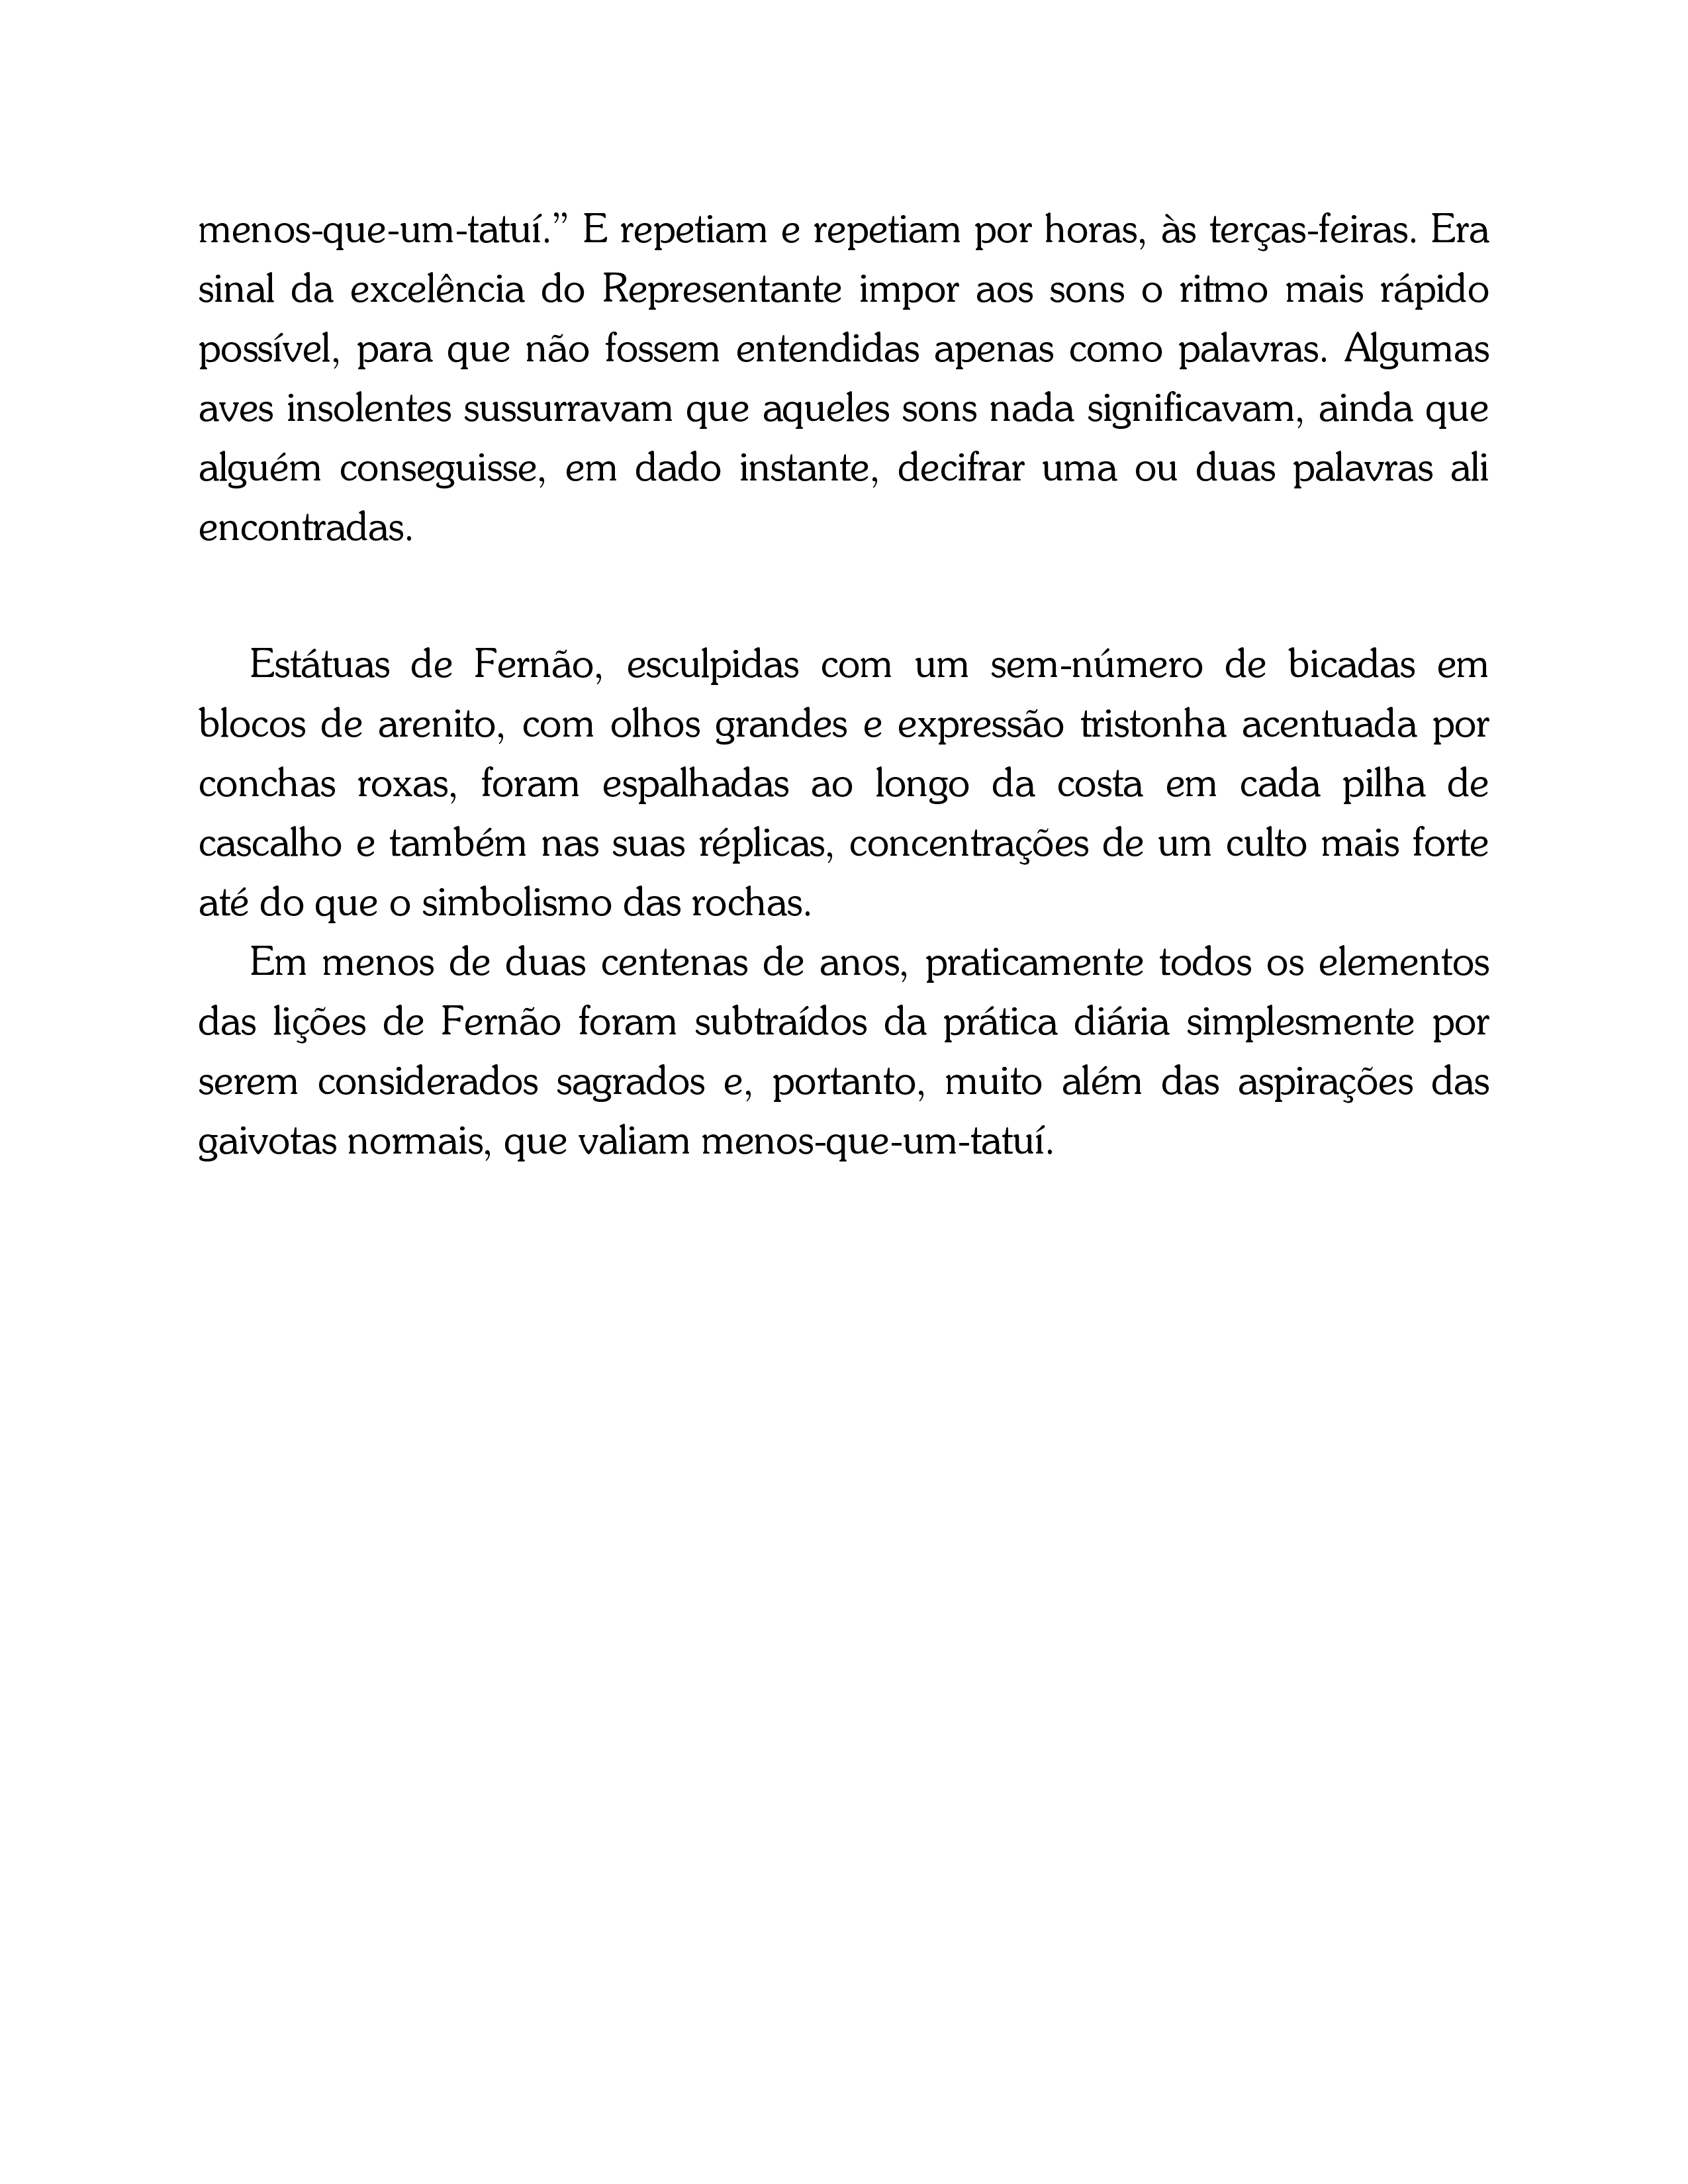 menos-que-um-tatuí.” E repetiam e repetiam por horas, às terças-feiras. Era
sinal da excelência do Representante impor aos sons o ritmo mais rápido
possível, para que não fossem entendidas apenas como palavras. Algumas
aves insolentes sussurravam que aqueles sons nada significavam, ainda que
alguém conseguisse, em dado instante, decifrar uma ou duas palavras ali
encontradas.
Estátuas de Fernão, esculpidas com um sem-número de bicadas em
blocos de arenito, com olhos grandes e expressão tristonha acentuada por
conchas roxas, foram espalhadas ao longo da costa em cada pilha de
cascalho e também nas suas réplicas, concentrações de um culto mais forte
até do que o simbolismo das rochas.
Em menos de duas centenas de anos, praticamente todos os elementos
das lições de Fernão foram subtraídos da prática diária simplesmente por
serem considerados sagrados e, portanto, muito além das aspirações das
gaivotas normais, que valiam menos-que-um-tatuí.